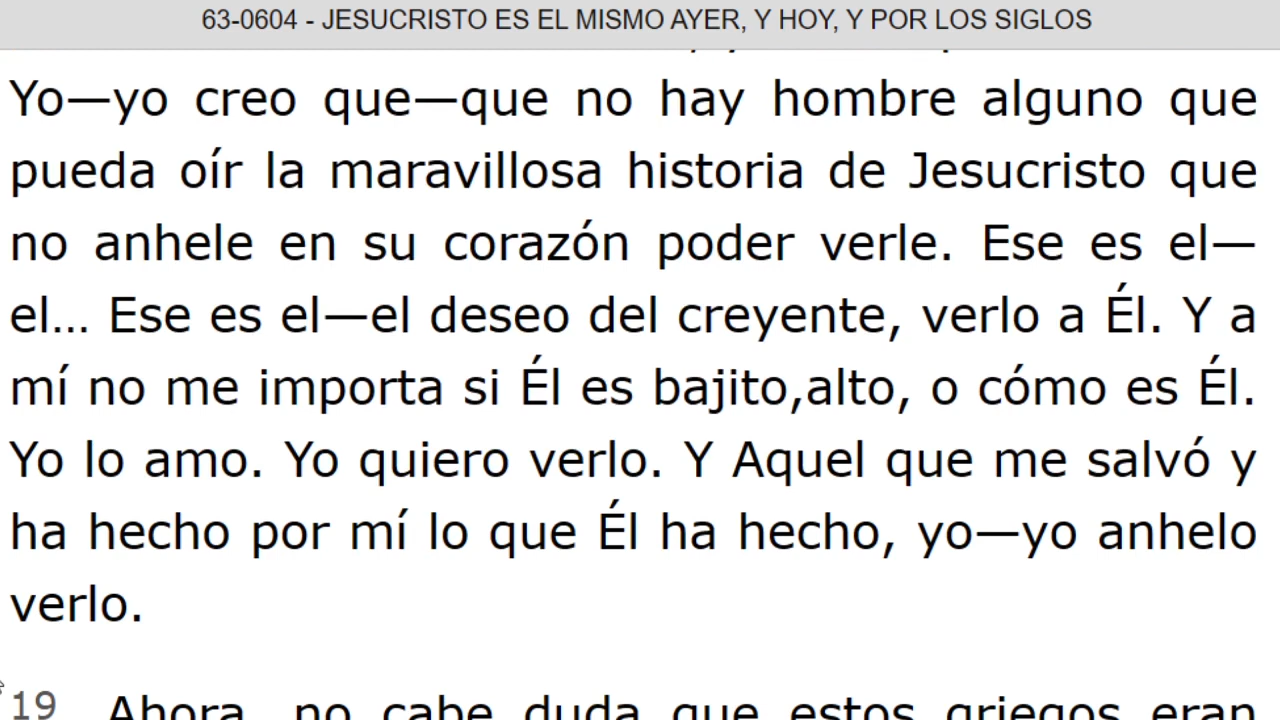 63-0604 - JESUCRISTO ES EL MISMO AYER, Y HOY, Y POR LOS SIGLOS
Yo—yo creo que—que no hay hombre alguno que
pueda oír la maravillosa historia de Jesucristo que
no anhele en su corazón poder verle. Ese es el—
el… Ese es el—el deseo del creyente, verlo a Él. Y a
mí no me importa si Él es bajito,alto, o cómo es Él.
Yo lo amo. Yo quiero verlo. Y Aquel que me salvó y
ha hecho por mí lo que Él ha hecho, yo—yo anhelo
verlo.
19 Ahora, no cabe duda que estos griegos eran